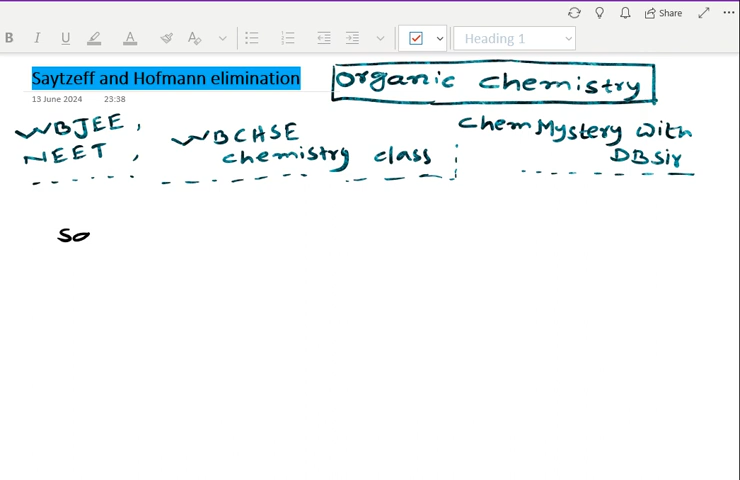 Share
B I U A A
Heading 1
Saytzeff and Hofmann elimination
organic chemistry
13 June 2024 23:38
WBJEE,
NEET,
WBCHSE
chemistry class
ChemMystery with
DBSir
sa